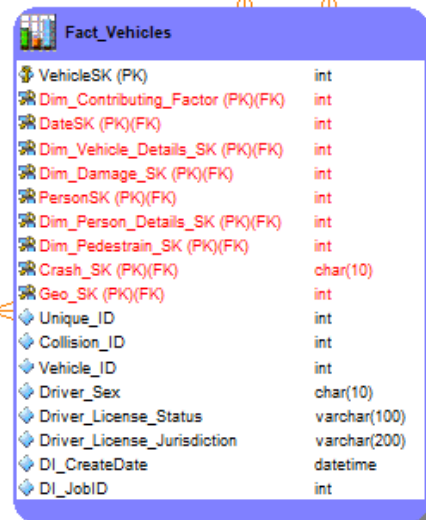 Fact_Vehicles
VehicleSK (PK) int
Dim_Contributing_Factor (PK)(FK) int
DateSK (PK)(FK) int
Dim_Vehicle_Details_SK (PK)(FK) int
Dim_Damage_SK (PK)(FK) int
PersonSK (PK)(FK) int
Dim_Person_Details_SK (PK)(FK) int
Dim_Pedestrain_SK (PK)(FK) int
Crash_SK (PK)(FK) char(10)
Geo_SK (PK)(FK) int
Unique_ID int
Collision_ID int
Vehicle_ID int
Driver_Sex char(10)
Driver_License_Status varchar(100)
Driver_License_Jurisdiction varchar(200)
DI_CreateDate datetime
DI_JobID int